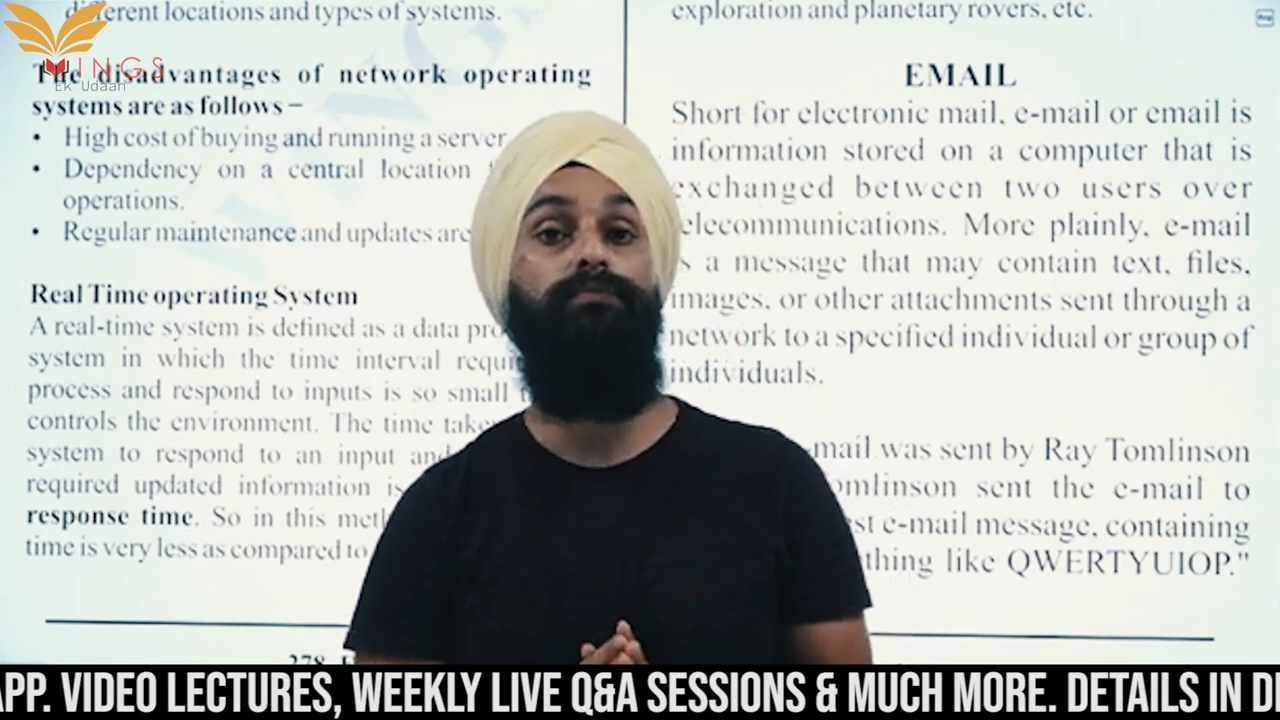 WINGS
Ek Udaan
different locations and types of systems.
The disadvantages of network operating
systems are as follows –
• High cost of buying and running a server
• Dependency on a central location
operations.
• Regular maintenance and updates are
Real Time operating System
A real-time system is defined as a data
system in which the time interval
process and respond to inputs is so small
controls the environment. The time
system to respond to an input and
required updated information is
response time. So in this
time is very less as compared to
278
exploration and planetary rovers, etc.
EMAIL
Short for electronic mail, e-mail or email is
information stored on a computer that is
exchanged between two users over
telecommunications. More plainly, e-mail
is a message that may contain text, files,
images, or other attachments sent through a
network to a specified individual or group of
individuals.
mail was sent by Ray Tomlinson
omlinson sent the e-mail to
st e-mail message, containing
thing like QWERTYUIOP."
APP. VIDEO LECTURES, WEEKLY LIVE Q&A SESSIONS & MUCH MORE. DETAILS IN